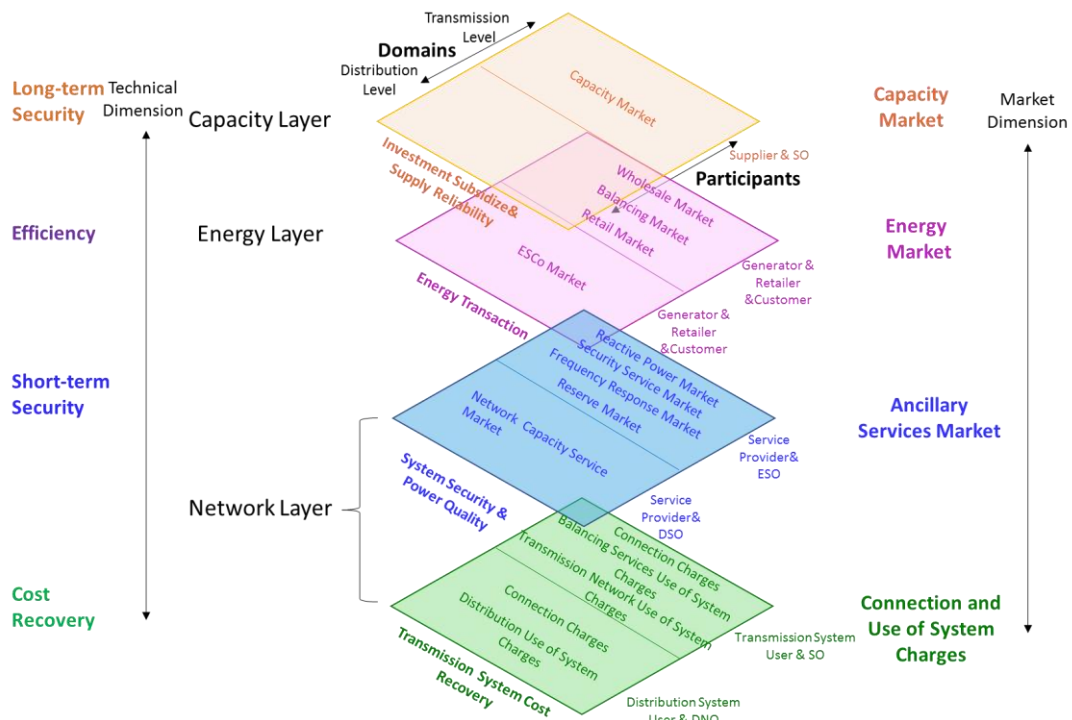 Transmission
Level
Domains
Distribution
Level
Long-term
Security
Technical
Dimension
Capacity Layer
Capacity Market
Capacity
Market
Market
Dimension
Investment Subsidize&
Supply Reliability
Supplier & SO
Participants
Efficiency
Energy Layer
Wholesale Market
Balancing Market
Retail Market
ESCo Market
Energy
Market
Energy Transaction
Generator &
Retailer
&Customer
Generator &
Retailer
&Customer
Short-term
Security
Reactive Power Market
Security Service Market
Frequency Response Market
Reserve Market
Network Capacity Service
Market
Ancillary
Services Market
System Security &
Power Quality
Service
Provider&
ESO
Service
Provider&
DSO
Network Layer
Connection Charges
Balancing Services Use of System
Charges
Transmission Network Use of System
Charges
Connection Charges
Distribution Use of System
Charges
Cost
Recovery
Connection and
Use of System
Charges
Transmission System Cost
Recovery
Transmission System
User & SO
Distribution System
User & DNO